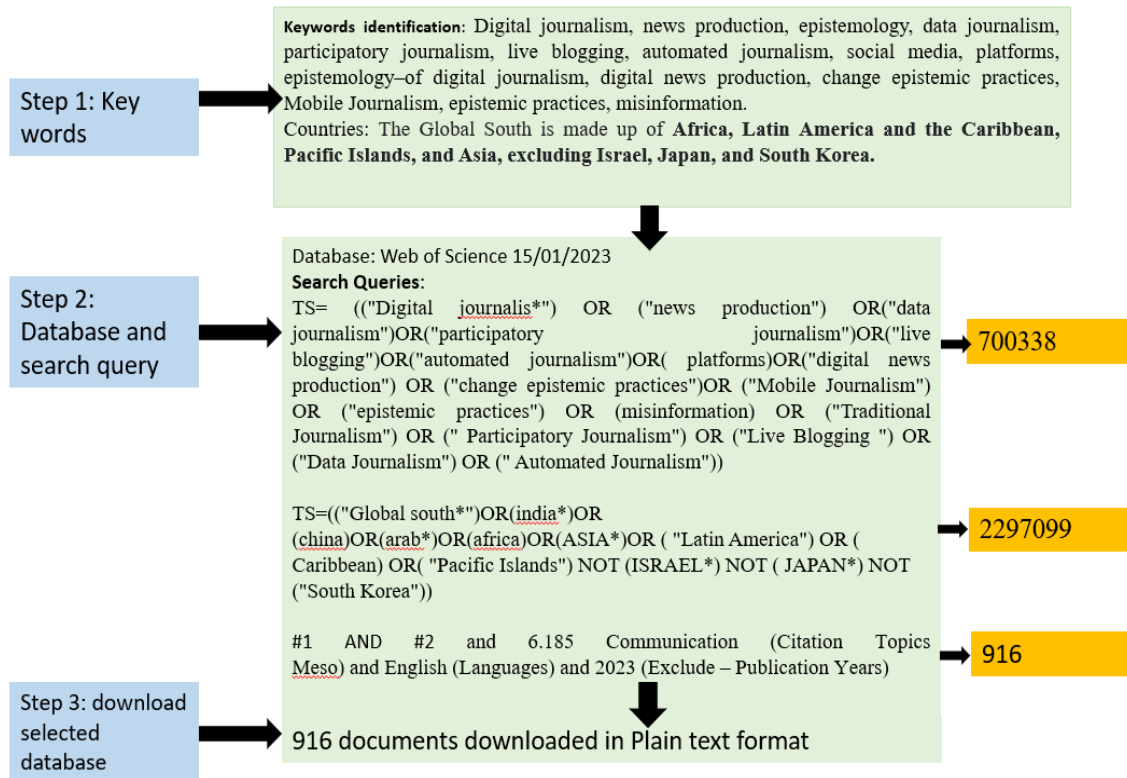 Keywords identification: Digital journalism, news production, epistemology, data journalism,
participatory journalism, live blogging, automated journalism, social media, platforms,
epistemology–of digital journalism, digital news production, change epistemic practices,
Mobile Journalism, epistemic practices, misinformation.
Countries: The Global South is made up of Africa, Latin America and the Caribbean,
Pacific Islands, and Asia, excluding Israel, Japan, and South Korea.
Step 1: Key
words
Step 2:
Database and
search query
Database: Web of Science 15/01/2023
Search Queries:
TS= (("Digital journalis*") OR ("news production") OR("data
journalism")OR("participatory journalism")OR("live
blogging")OR("automated journalism")OR( platforms)OR("digital news
production") OR ("change epistemic practices")OR ("Mobile Journalism")
OR ("epistemic practices") OR (misinformation) OR ("Traditional
Journalism") OR (" Participatory Journalism") OR ("Live Blogging ") OR
("Data Journalism") OR (" Automated Journalism"))
700338
TS=(("Global south*")OR(india*)OR
(china)OR(arab*)OR(africa)OR(ASIA*)OR ( "Latin America") OR (
Caribbean) OR( "Pacific Islands") NOT (ISRAEL*) NOT ( JAPAN*) NOT
("South Korea"))
2297099
#1 AND #2 and 6.185 Communication (Citation Topics
Meso) and English (Languages) and 2023 (Exclude – Publication Years)
916
Step 3: download
selected
database
916 documents downloaded in Plain text format